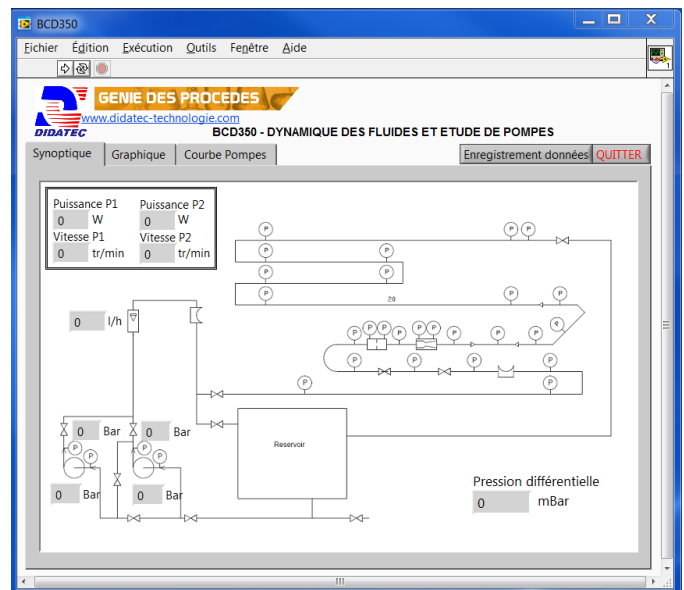 BCD350
Fichier Édition Exécution Outils Fenêtre Aide
1
GENIE DES PROCEDES
www.didatec-technologie.com
DIDATEC
BCD350 - DYNAMIQUE DES FLUIDES ET ETUDE DE POMPES
Synoptique Graphique Courbe Pompes Enregistrement données QUITTER
Puissance P1 Puissance P2
0 W 0 W
Vitesse P1 Vitesse P2
0 tr/min 0 tr/min
P P P
P P
P P
P P P
20
0 l/h
P P P P P P P P P P
P P P P P
P P
0 Bar 0 Bar
Reservoir
P P P P
0 Bar 0 Bar
Pression différentielle
0 mBar